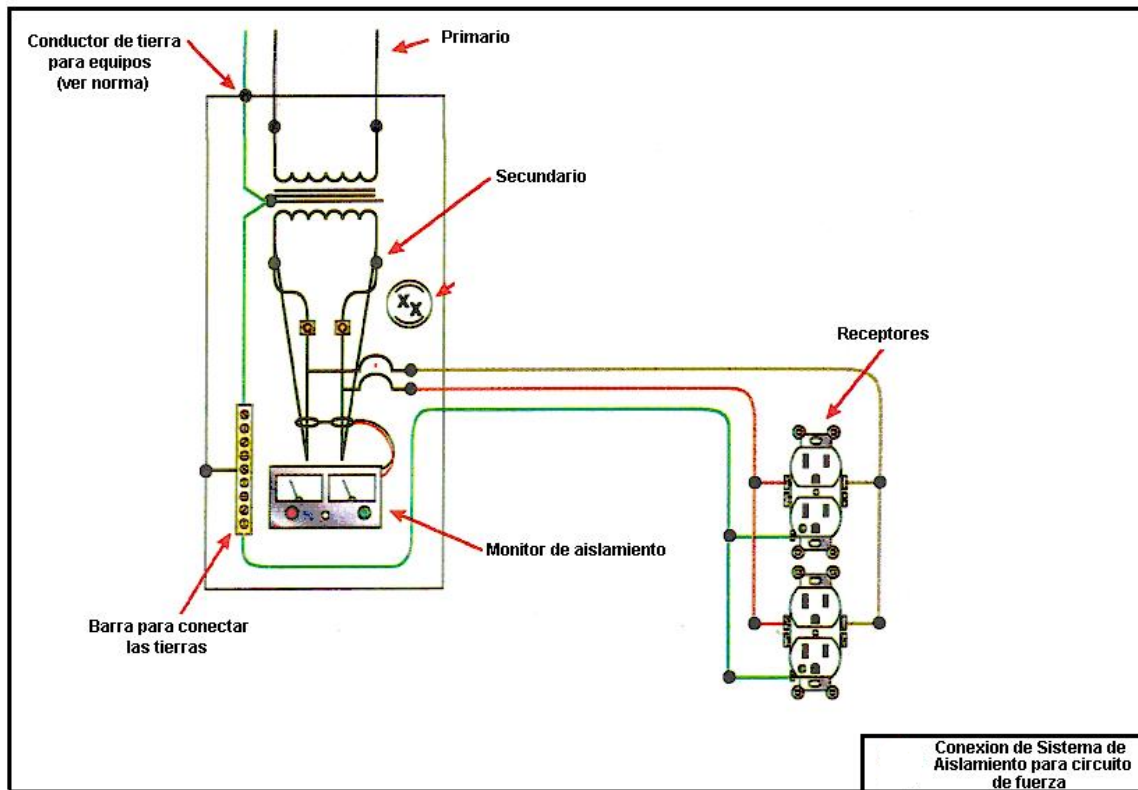 Conductor de tierra
para equipos
(ver norma)
Primario
Secundario
X X
Receptores
Monitor de aislamiento
Barra para conectar
las tierras
Conexion de Sistema de
Aislamiento para circuito
de fuerza